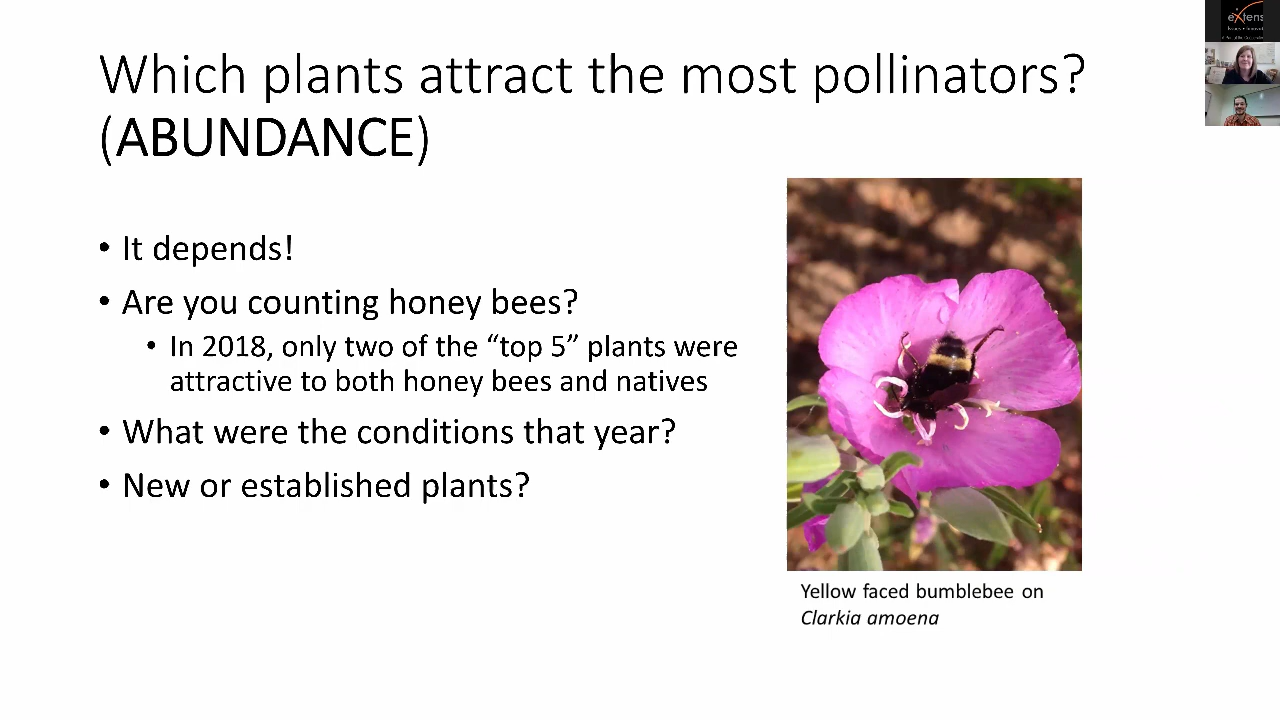 Which plants attract the most pollinators?
(ABUNDANCE)
• It depends!
• Are you counting honey bees?
• In 2018, only two of the “top 5” plants were
attractive to both honey bees and natives
• What were the conditions that year?
• New or established plants?
Yellow faced bumblebee on
Clarkia amoena
eXtens